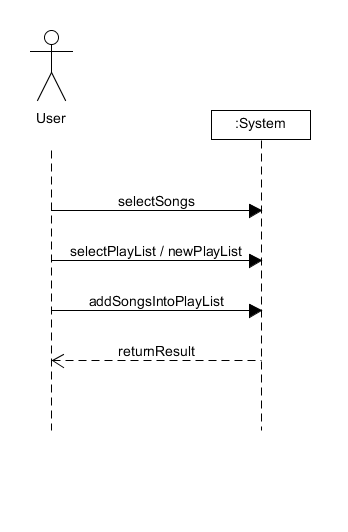 User
:System
selectSongs
selectPlayList / newPlayList
addSongsIntoPlayList
returnResult